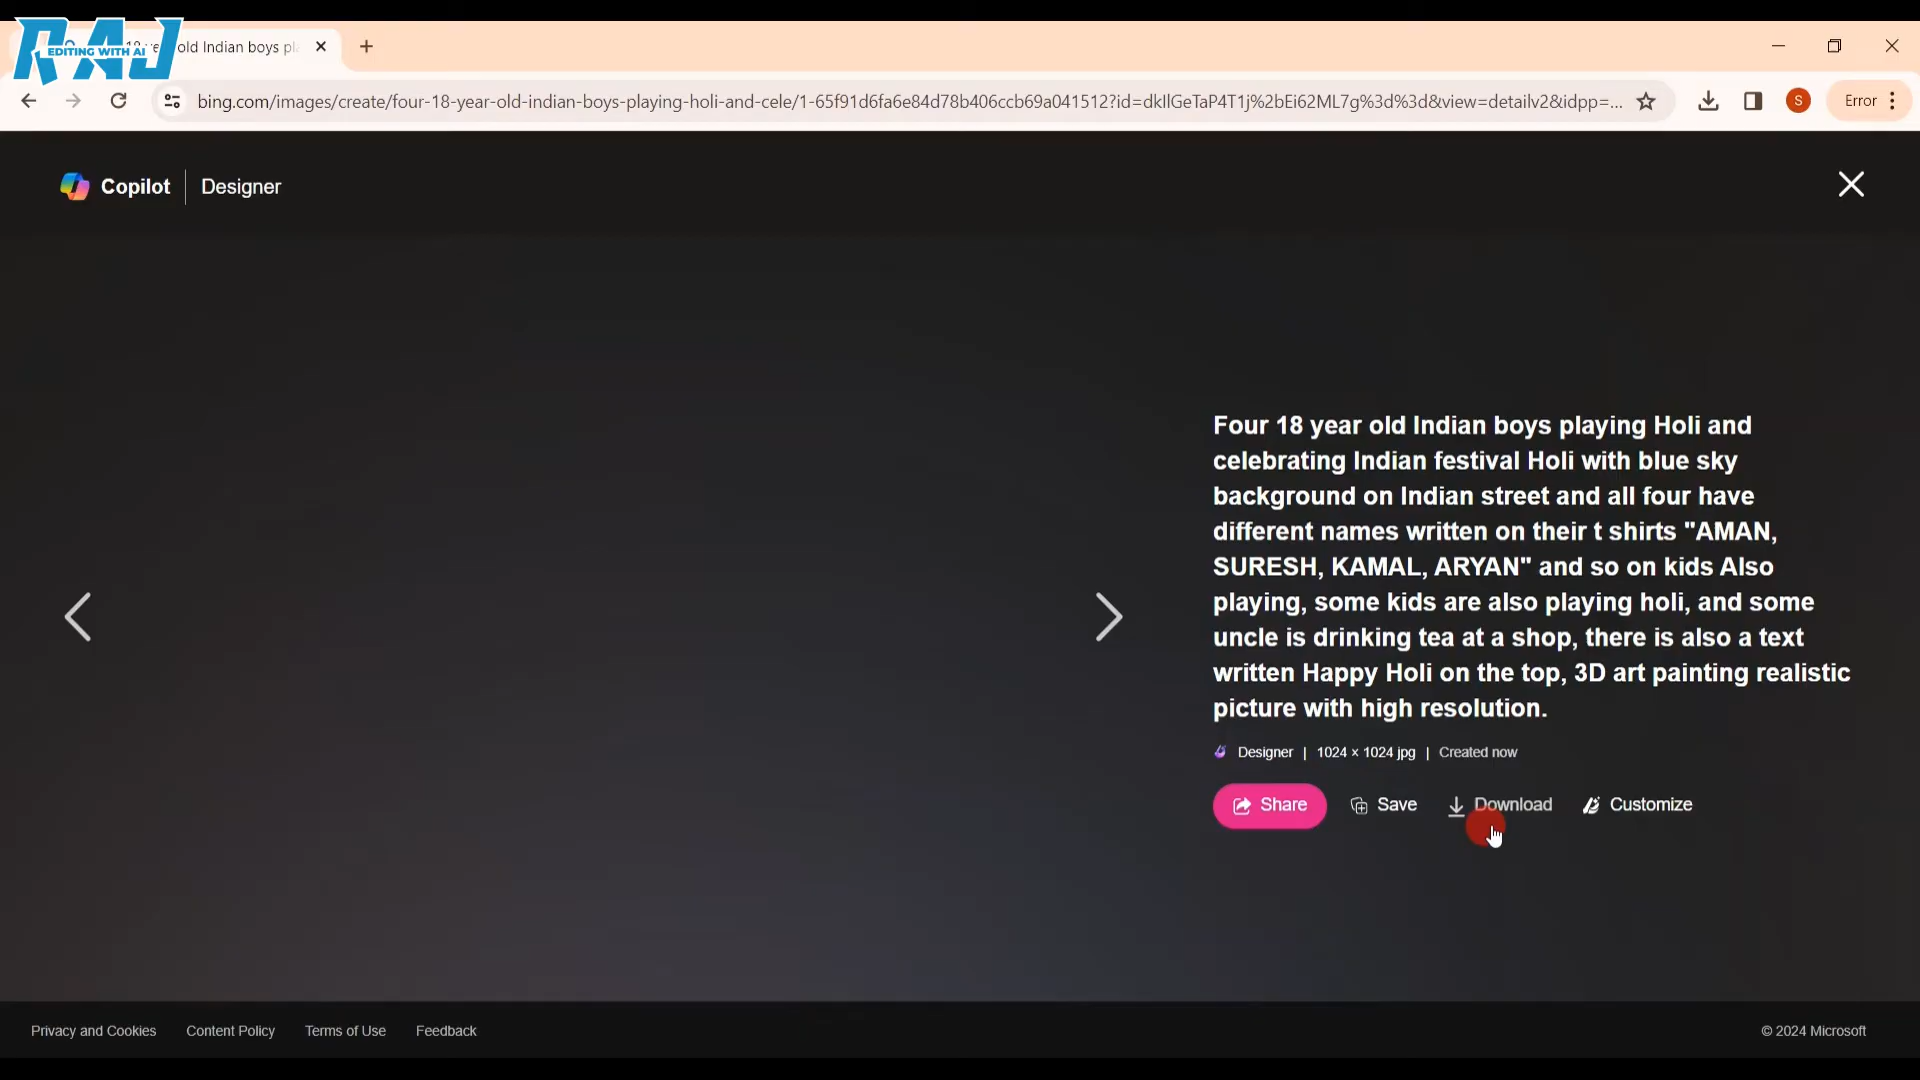 RAJ
EDITING WITH AI
old Indian boys pl
bing.com/images/create/four-18-year-old-indian-boys-playing-holi-and-cele/1-65f91d6fa6e84d78b406ccb69a041512?id=dkIlGeTaP4T1j%2bEi62ML7g%3d%3d&view=detailv2&idpp=...
S
Error
Copilot
Designer
Four 18 year old Indian boys playing Holi and
celebrating Indian festival Holi with blue sky
background on Indian street and all four have
different names written on their t shirts "AMAN,
SURESH, KAMAL, ARYAN" and so on kids Also
playing, some kids are also playing holi, and some
uncle is drinking tea at a shop, there is also a text
written Happy Holi on the top, 3D art painting realistic
picture with high resolution.
Designer | 1024 × 1024 jpg | Created now
Share Save Download Customize
Privacy and Cookies Content Policy Terms of Use Feedback © 2024 Microsoft